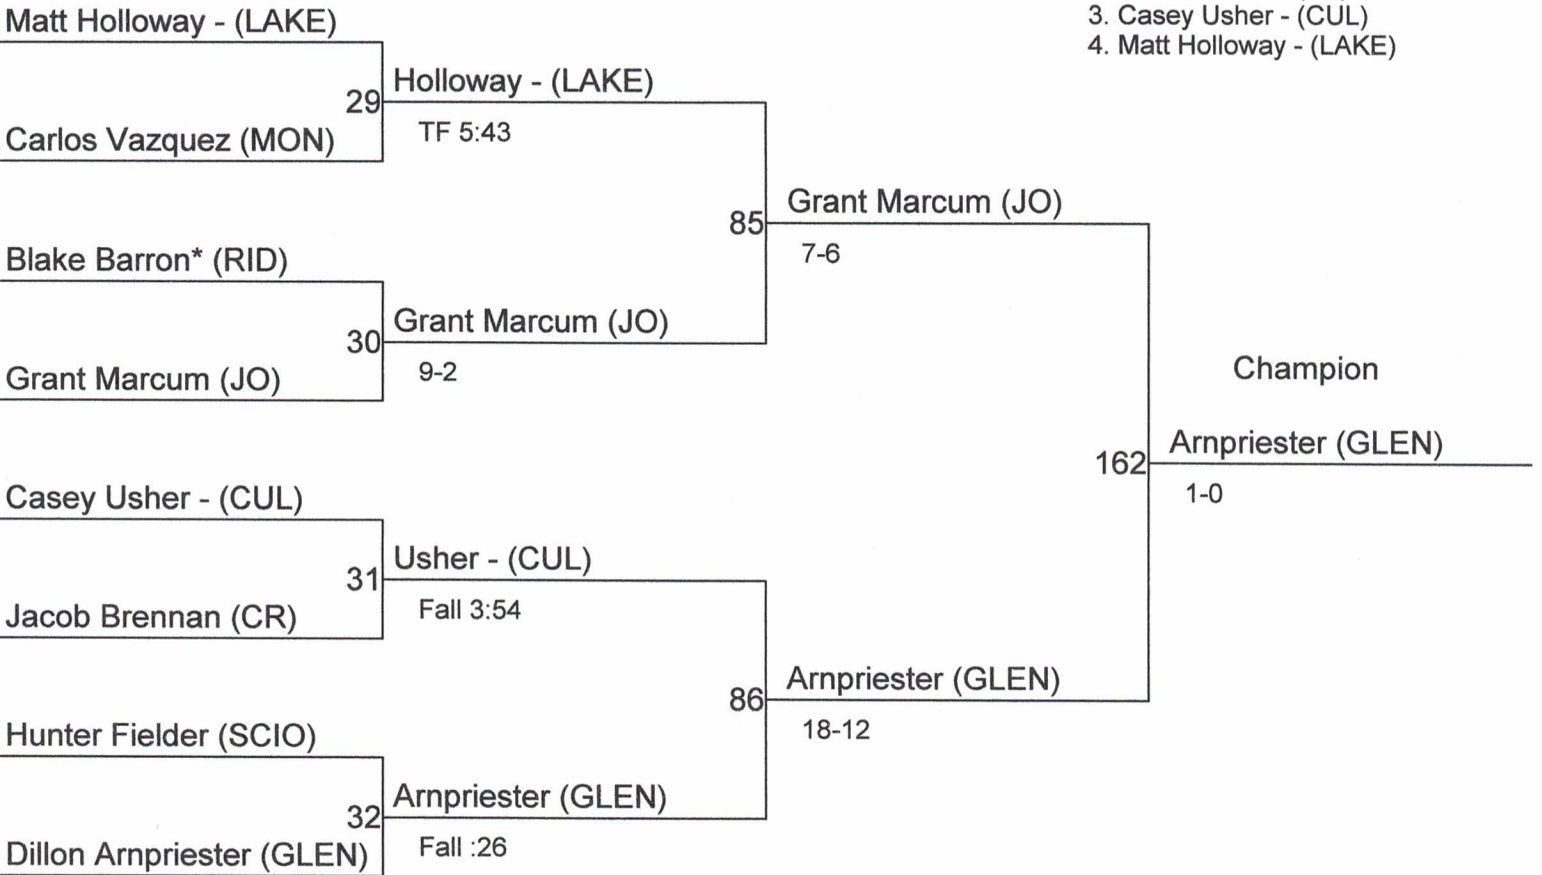 Matt Holloway - (LAKE)
3. Casey Usher - (CUL)
4. Matt Holloway - (LAKE)
Holloway - (LAKE)
29
TF 5:43
Carlos Vazquez (MON)
Grant Marcum (JO)
85
7-6
Blake Barron* (RID)
Grant Marcum (JO)
30
9-2
Grant Marcum (JO)
Champion
Arnpriester (GLEN)
162
1-0
Casey Usher - (CUL)
Usher - (CUL)
31
Fall 3:54
Jacob Brennan (CR)
Arnpriester (GLEN)
86
18-12
Hunter Fielder (SCIO)
Arnpriester (GLEN)
32
Fall :26
Dillon Arnpriester (GLEN)